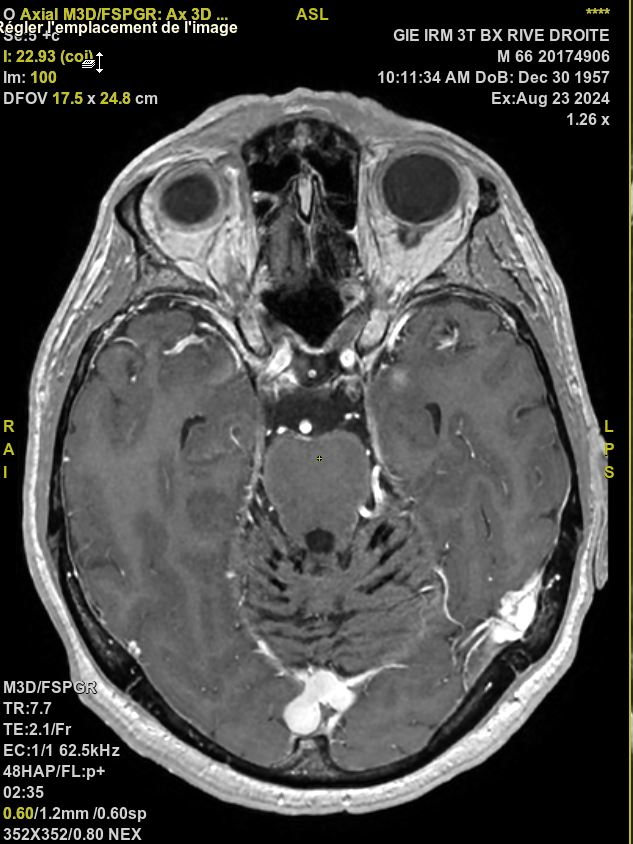 O Axial M3D/FSPGR: Ax 3D ...
ASL
****
Régler l'emplacement de l'image
Se:5 +c
GIE IRM 3T BX RIVE DROITE
I: 22.93 (coi)
M 66 20174906
Im: 100
10:11:34 AM DoB: Dec 30 1957
DFOV 17.5 x 24.8 cm
Ex:Aug 23 2024
1.26 x
R
A
I
L
P
S
M3D/FSPGR
TR:7.7
TE:2.1/Fr
EC:1/1 62.5kHz
48HAP/FL:p+
02:35
0.60/1.2mm /0.60sp
352X352/0.80 NEX